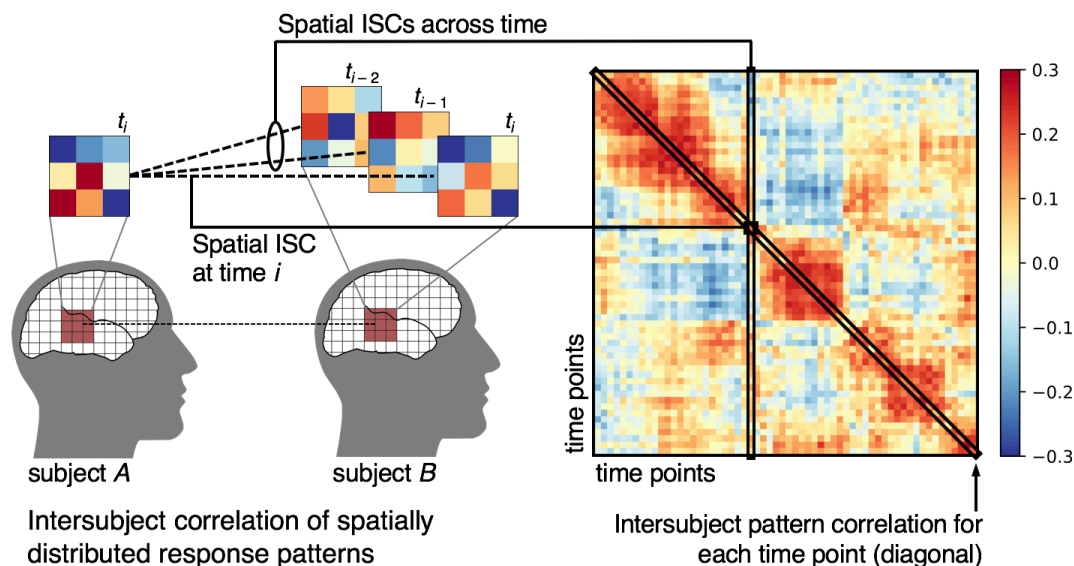 Spatial ISCs across time
t_{i−2}
t_{i−1}
t_i
t_i
Spatial ISC
at time i
subject A
subject B
Intersubject correlation of spatially
distributed response patterns
time points
time points
0.3
0.2
0.1
0.0
−0.1
−0.2
−0.3
Intersubject pattern correlation for
each time point (diagonal)